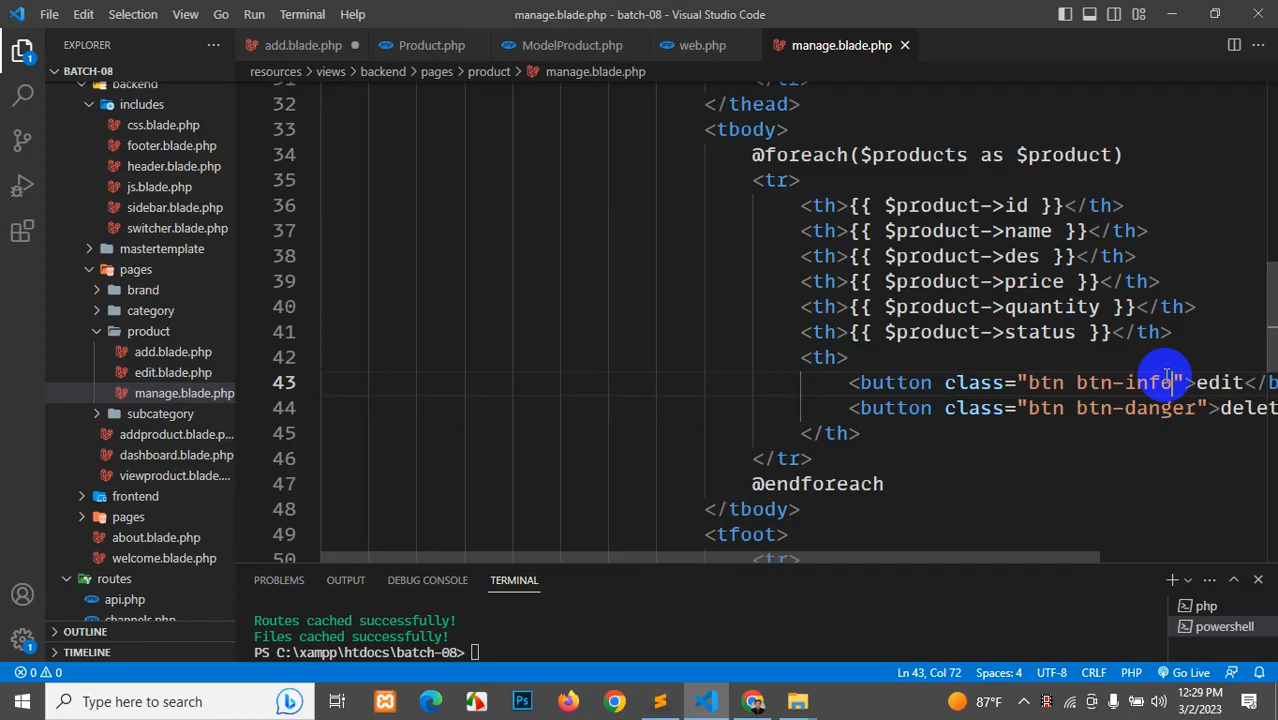 File Edit Selection View Go Run Terminal Help manage.blade.php - batch-08 - Visual Studio Code
EXPLORER
add.blade.php Product.php ModelProduct.php web.php manage.blade.php
BATCH-08
resources > views > backend > pages > product > manage.blade.php
backend
includes
css.blade.php
footer.blade.php
header.blade.php
js.blade.php
sidebar.blade.php
switcher.blade.php
mastertemplate
pages
brand
category
product
add.blade.php
edit.blade.php
manage.blade.php
subcategory
addproduct.blade.php
dashboard.blade.php
viewproduct.blade....
frontend
pages
about.blade.php
welcome.blade.php
routes
api.php
channels.php
OUTLINE
TIMELINE
31 </tr>
32 </thead>
33 <tbody>
34 @foreach($products as $product)
35 <tr>
36 <th>{{ $product->id }}</th>
37 <th>{{ $product->name }}</th>
38 <th>{{ $product->des }}</th>
39 <th>{{ $product->price }}</th>
40 <th>{{ $product->quantity }}</th>
41 <th>{{ $product->status }}</th>
42 <th>
43 <button class="btn btn-info">edit</b
44 <button class="btn btn-danger">delet
45 </th>
46 </tr>
47 @endforeach
48 </tbody>
49 <tfoot>
50 <tr>
PROBLEMS OUTPUT DEBUG CONSOLE TERMINAL
Routes cached successfully!
Files cached successfully!
PS C:\xampp\htdocs\batch-08>
php
powershell
0 0 Ln 43, Col 72 Spaces: 4 UTF-8 CRLF PHP Go Live
Type here to search
87°F
12:29 PM
3/2/2023